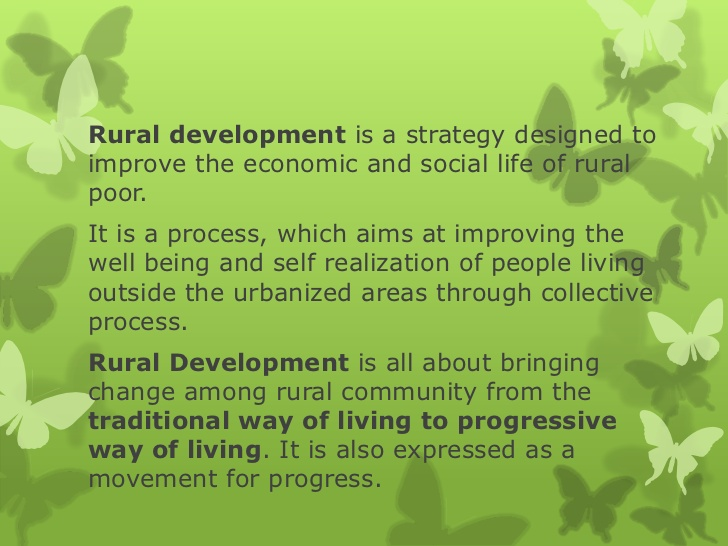 Rural development is a strategy designed to
improve the economic and social life of rural
poor.
It is a process, which aims at improving the
well being and self realization of people living
outside the urbanized areas through collective
process.
Rural Development is all about bringing
change among rural community from the
traditional way of living to progressive
way of living. It is also expressed as a
movement for progress.